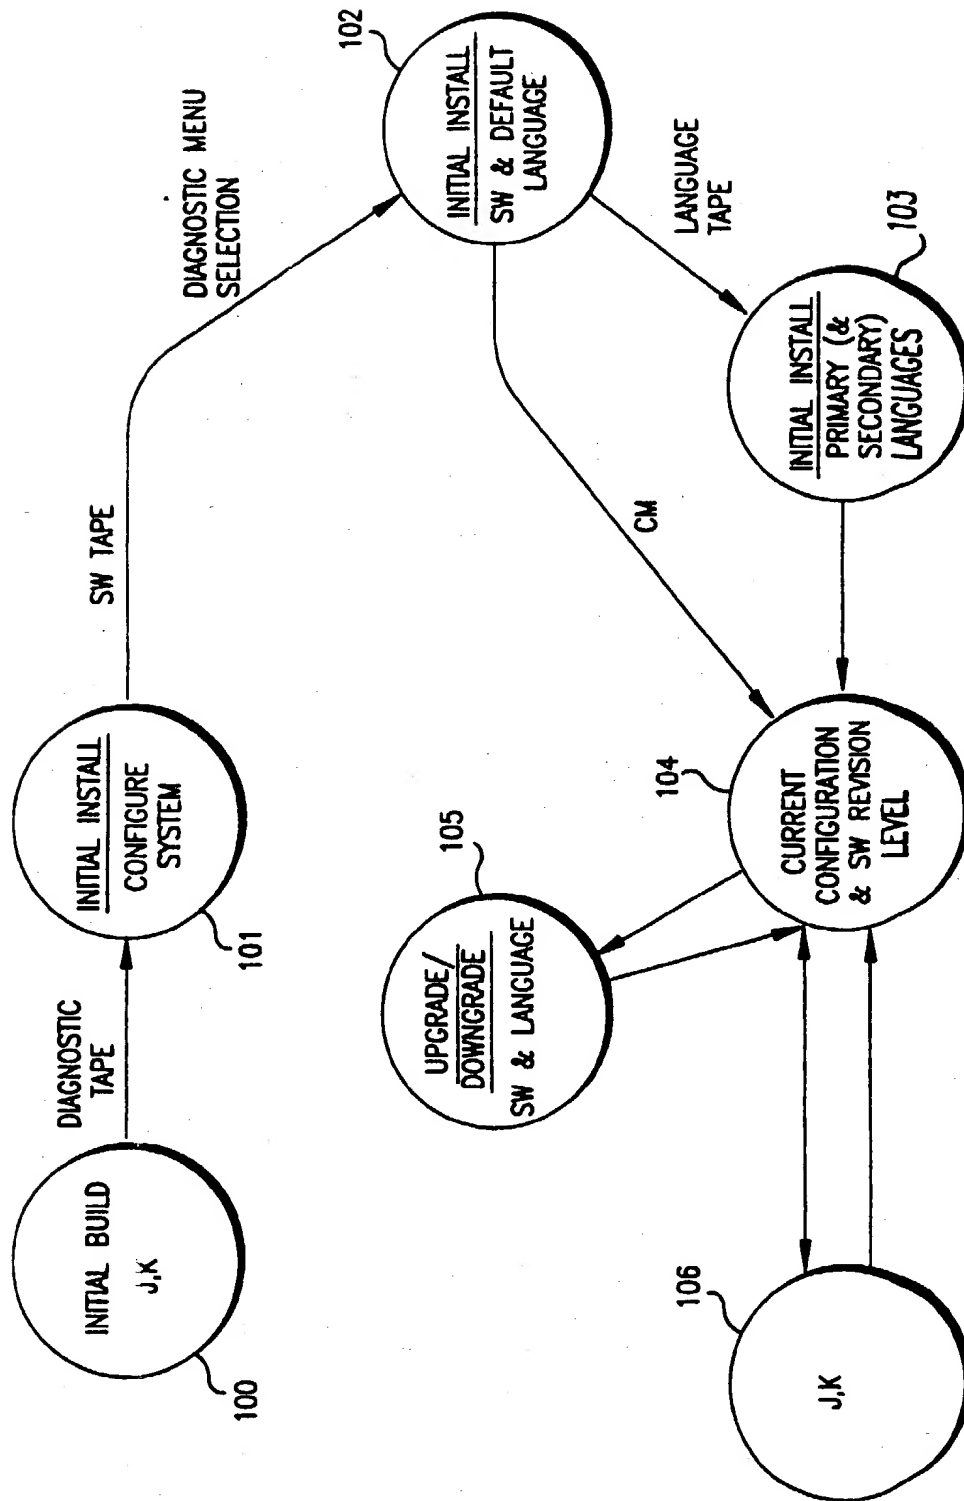 INITIAL BUILD
J,K
100
DIAGNOSTIC
TAPE
INITIAL INSTALL
CONFIGURE
SYSTEM
101
SW TAPE
DIAGNOSTIC MENU
SELECTION
102
INITIAL INSTALL
SW & DEFAULT
LANGUAGE
LANGUAGE
TAPE
103
INITIAL INSTALL
PRIMARY (&
SECONDARY)
LANGUAGES
CM
104
CURRENT
CONFIGURATION
& SW REVISION
LEVEL
105
UPGRADE/
DOWNGRADE
SW & LANGUAGE
106
J,K